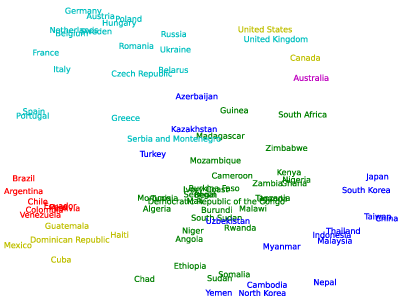 Germany
Austria
Poland
Hungary
Netherlands
Sweden
Belgium
Russia
United States
United Kingdom
Romania
Ukraine
France
Canada
Italy
Belarus
Czech Republic
Australia
Azerbaijan
Guinea
Spain
Portugal
Greece
South Africa
Kazakhstan
Madagascar
Serbia and Montenegro
Zimbabwe
Turkey
Mozambique
Kenya
Cameroon
Nigeria
Zambia
Ghana
Japan
Brazil
South Korea
Argentina
Burkina Faso
Senegal
Benin
Mali
Tunisia
Democratic Republic of the Congo
Chile
Ecuador
Colombia
Venezuela
Algeria
Burundi
Malawi
South Sudan
Uzbekistan
Taiwan
China
Guatemala
Rwanda
Niger
Thailand
Indonesia
Malaysia
Haiti
Dominican Republic
Angola
Mexico
Myanmar
Cuba
Ethiopia
Somalia
Sudan
Chad
Nepal
Cambodia
Yemen
North Korea